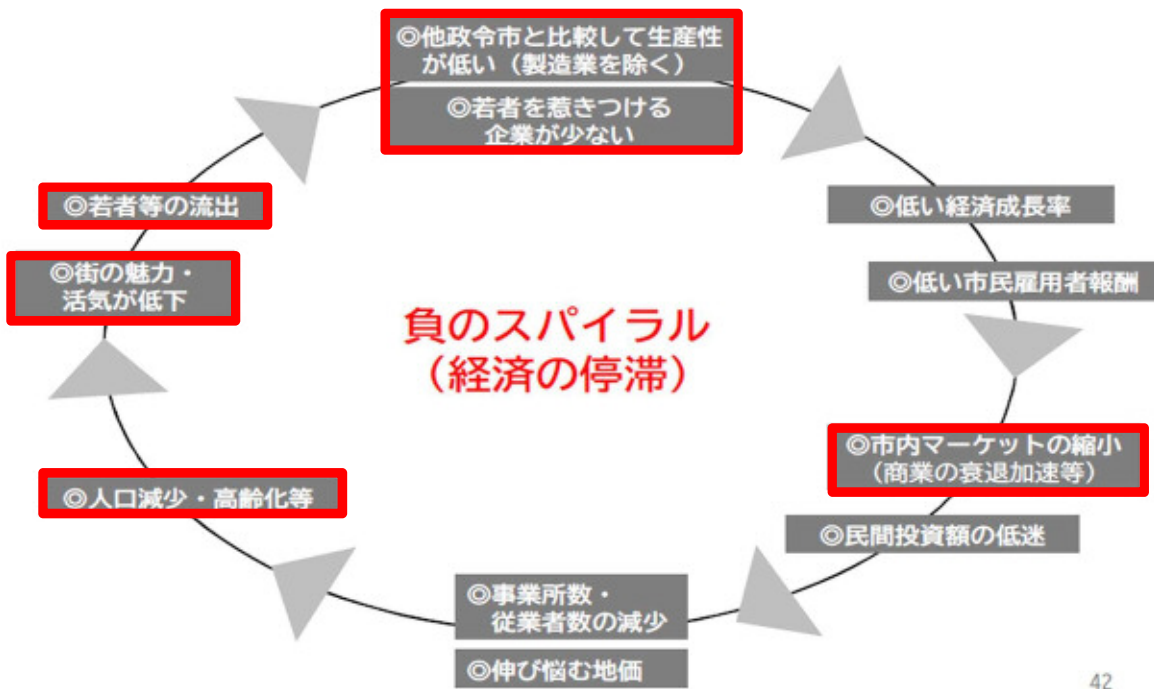 ◎他政令市と比較して生産性
が低い（製造業を除く）
◎若者を惹きつける
企業が少ない
◎低い経済成長率
◎低い市民雇用者報酬
◎市内マーケットの縮小
（商業の衰退加速等）
◎民間投資額の低迷
◎事業所数・
従業者数の減少
◎伸び悩む地価
◎人口減少・高齢化等
◎街の魅力・
活気が低下
◎若者等の流出
負のスパイラル
（経済の停滞）
42